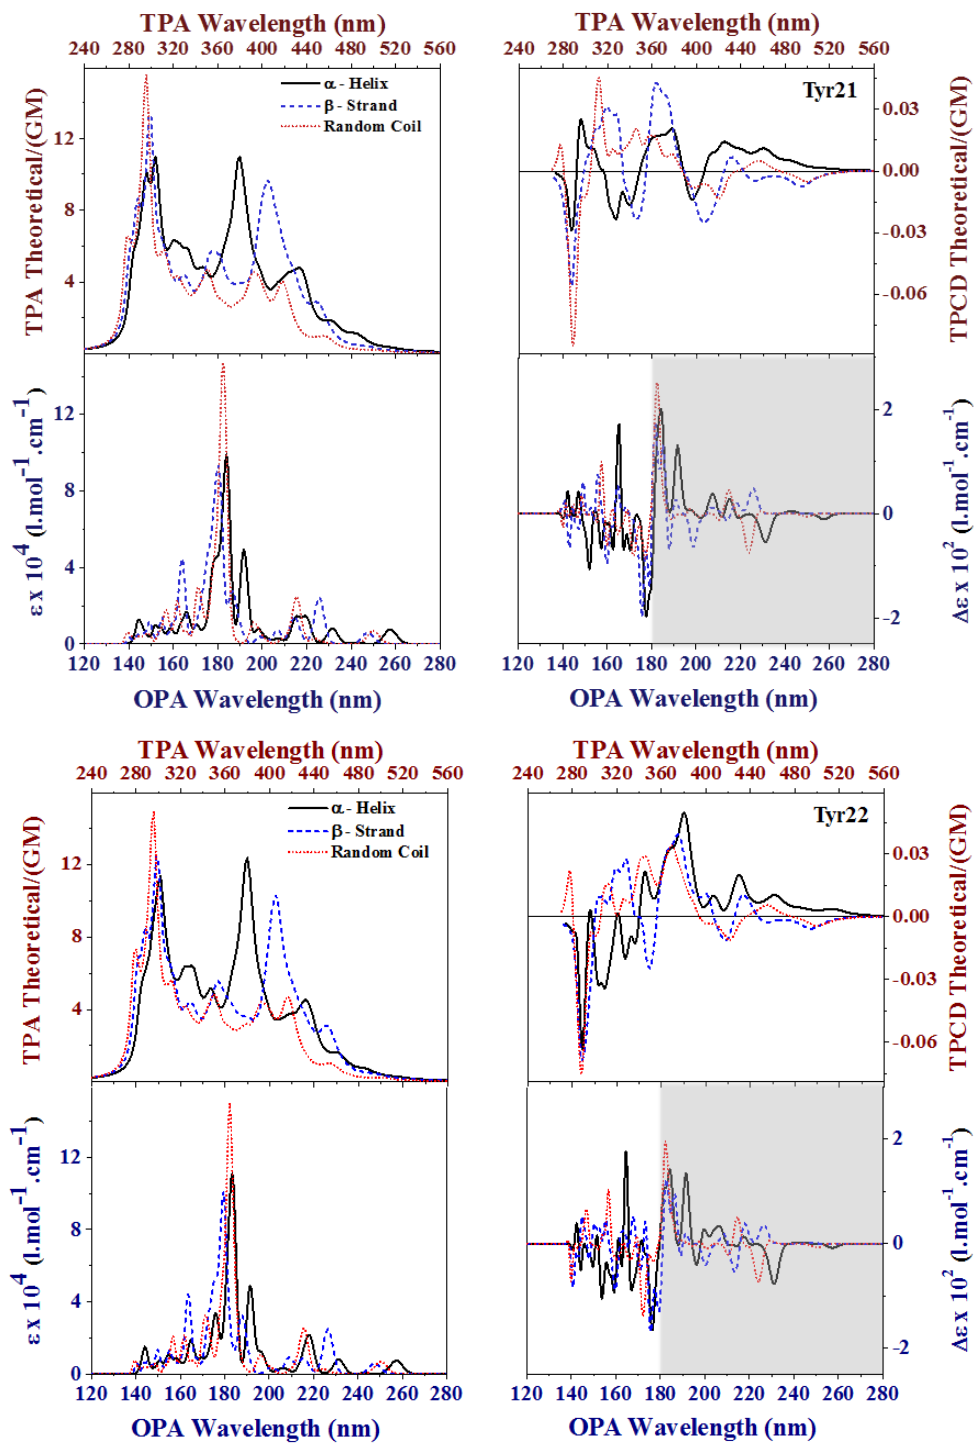 TPA Wavelength (nm)
240 280 320 360 400 440 480 520 560
TPA Theoretical/(GM)
12
8
4
α - Helix
β - Strand
Random Coil
TPA Wavelength (nm)
240 280 320 360 400 440 480 520 560
Tyr21
0.03
0.00
-0.03
-0.06
TPCD Theoretical/(GM)
ε x 10⁴ (l.mol⁻¹.cm⁻¹)
12
8
4
0
120 140 160 180 200 220 240 260 280
OPA Wavelength (nm)
2
0
-2
Δε x 10² (l.mol⁻¹.cm⁻¹)
120 140 160 180 200 220 240 260 280
OPA Wavelength (nm)
TPA Wavelength (nm)
240 280 320 360 400 440 480 520 560
TPA Theoretical/(GM)
12
8
4
α - Helix
β - Strand
Random Coil
TPA Wavelength (nm)
240 280 320 360 400 440 480 520 560
Tyr22
0.03
0.00
-0.03
-0.06
TPCD Theoretical/(GM)
ε x 10⁴ (l.mol⁻¹.cm⁻¹)
12
8
4
0
120 140 160 180 200 220 240 260 280
OPA Wavelength (nm)
2
0
-2
Δε x 10² (l.mol⁻¹.cm⁻¹)
120 140 160 180 200 220 240 260 280
OPA Wavelength (nm)